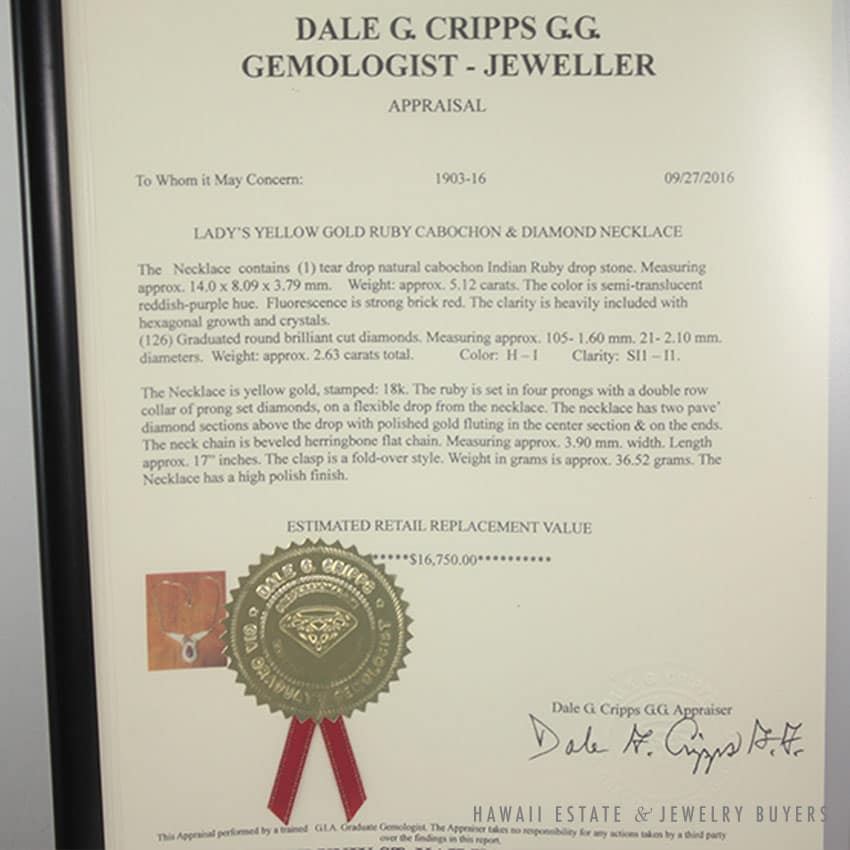 DALE G. CRIPPS G.G.
GEMOLOGIST - JEWELLER
APPRAISAL
To Whom it May Concern: 1903-16 09/27/2016
LADY'S YELLOW GOLD RUBY CABOCHON & DIAMOND NECKLACE
The Necklace contains (1) tear drop natural cabochon Indian Ruby drop stone. Measuring
approx. 14.0 x 8.09 x 3.79 mm. Weight: approx. 5.12 carats. The color is semi-translucent
reddish-purple hue. Fluorescence is strong brick red. The clarity is heavily included with
hexagonal growth and crystals.
(126) Graduated round brilliant cut diamonds. Measuring approx. 105- 1.60 mm. 21- 2.10 mm.
diameters. Weight: approx. 2.63 carats total. Color: H – I Clarity: SI1 – I1.
The Necklace is yellow gold, stamped: 18k. The ruby is set in four prongs with a double row
collar of prong set diamonds, on a flexible drop from the necklace. The necklace has two pave'
diamond sections above the drop with polished gold fluting in the center section & on the ends.
The neck chain is beveled herringbone flat chain. Measuring approx. 3.90 mm. width. Length
approx. 17" inches. The clasp is a fold-over style. Weight in grams is approx. 36.52 grams. The
Necklace has a high polish finish.
ESTIMATED RETAIL REPLACEMENT VALUE
*****$16,750.00**********
DALE G. CRIPPS
GIA GRADUATE GEMOLOGIST
Dale G. Cripps G.G. Appraiser
Dale G. Cripps G.G.
HAWAII ESTATE & JEWELRY BUYERS
This Appraisal performed by a trained G.I.A. Graduate Gemologist. The Appraiser takes no responsibility for any actions taken by a third party
over the findings in this report.